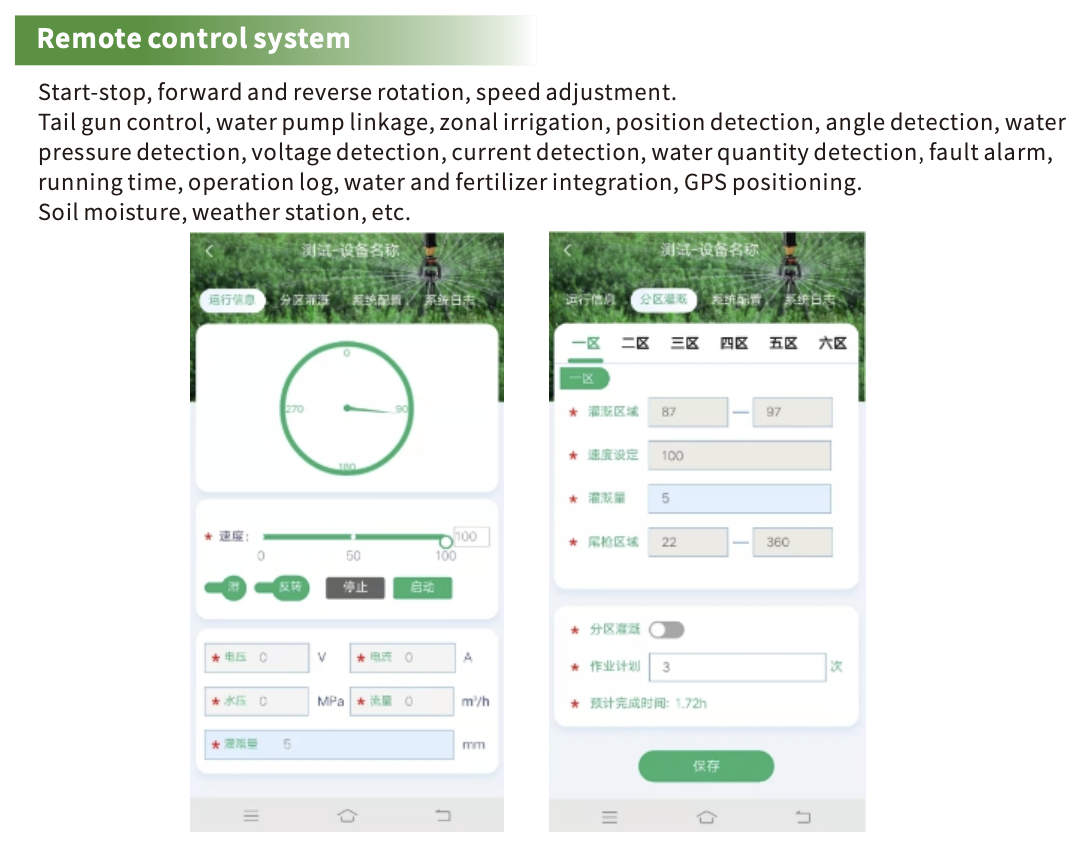 Remote control system
Start-stop, forward and reverse rotation, speed adjustment.
Tail gun control, water pump linkage, zonal irrigation, position detection, angle detection, water
pressure detection, voltage detection, current detection, water quantity detection, fault alarm,
running time, operation log, water and fertilizer integration, GPS positioning.
Soil moisture, weather station, etc.
测试-设备名称
运行信息 分区灌溉 系统配置 系统日志
0
270 90
180
* 速度: 100
0 50 100
反转 停止 启动
* 电压 0 V * 电流 0 A
* 水压 0 MPa * 流量 0 m³/h
* 灌溉量 5 mm
测试-设备名称
运行信息 分区灌溉 系统配置 系统日志
一区 二区 三区 四区 五区 六区
一区
* 灌溉区域 87 — 97
* 速度设定 100
* 灌溉量 5
* 尾枪区域 22 — 360
* 分区灌溉
* 作业计划 3 次
* 预计完成时间: 1.72h
保存